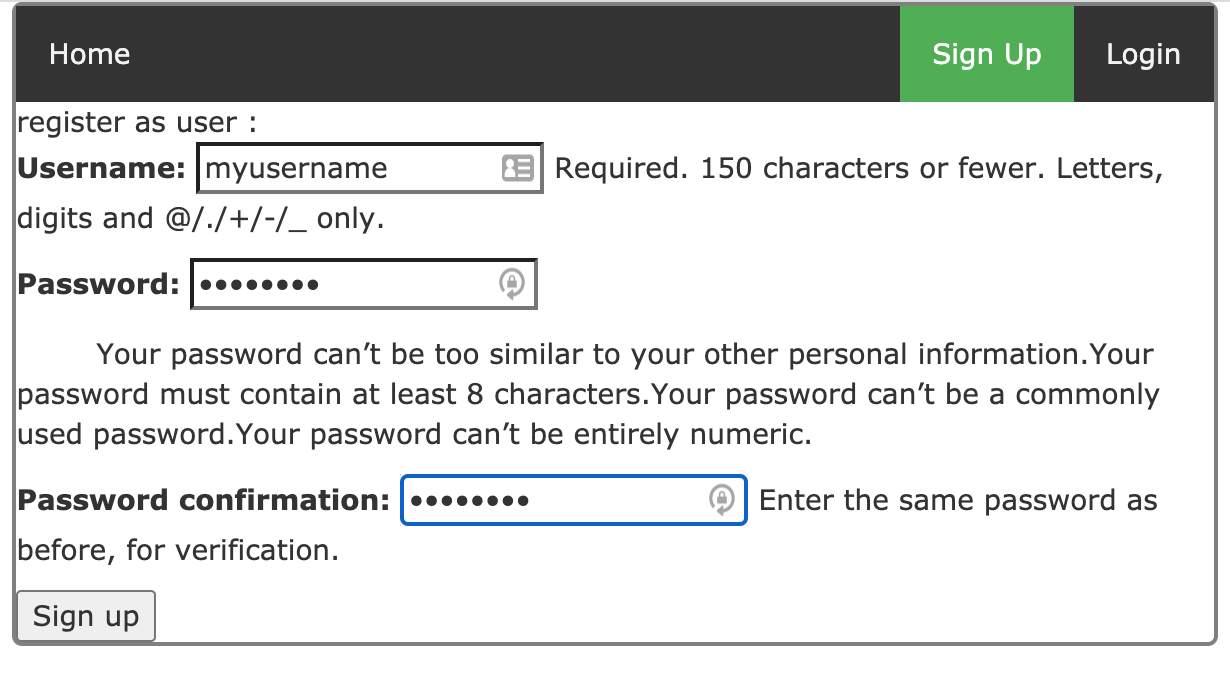 Home Sign Up Login
register as user :
Username: myusername Required. 150 characters or fewer. Letters,
digits and @/./+/-/_ only.
Password: ••••••••
Your password can’t be too similar to your other personal information.Your
password must contain at least 8 characters.Your password can’t be a commonly
used password.Your password can’t be entirely numeric.
Password confirmation: •••••••• Enter the same password as
before, for verification.
Sign up